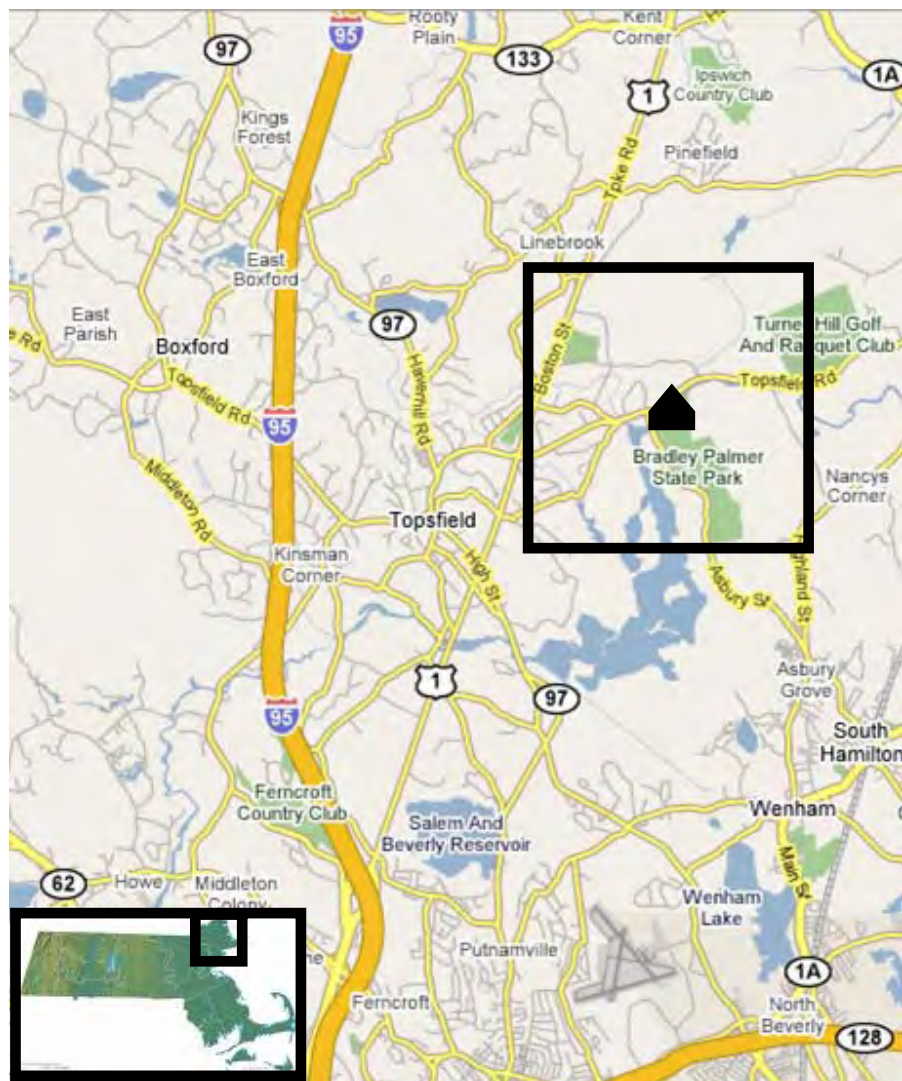 95
Rooty
Plain
Kent
Corner
97
133
1A
Ipswich
Country Club
1
Kings
Forest
Tpke Rd
Pinefield
Linebrook
East
Boxford
97
East
Parish
Boxford
Turner Hill Golf
And Racquet Club
Boston St
Haverhill Rd
Topsfield Rd
Topsfield Rd
95
Bradley Palmer
State Park
Nancys
Corner
Middleton Rd
Topsfield
Kinsman
Corner
High St
Asbury St
Highland St
Asbury
Grove
1
97
95
South
Hamilton
Ferncroft
Country Club
Salem And
Beverly Reservoir
Wenham
Main St
62
Howe
Middleton
Colony
Wenham
Lake
Putnamville
1A
Ferncroft
North
Beverly
128